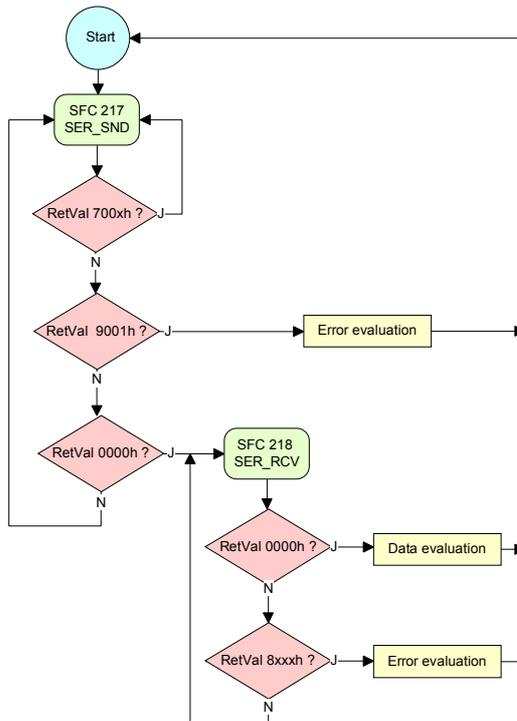 Start
SFC 217
SER_SND
RetVal 700xh ?
J
N
RetVal 9001h ?
J
Error evaluation
N
RetVal 0000h ?
J
N
SFC 218
SER_RCV
RetVal 0000h ?
J
Data evaluation
N
RetVal 8xxxh ?
J
Error evaluation
N